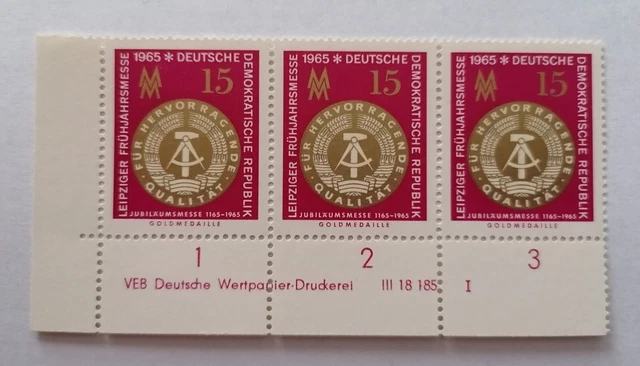 1965 * DEUTSCHE DEMOKRATISCHE REPUBLIK
LEIPZIGER FRÜHJAHRSMESSE
MM 15
FÜR HERVORRAGENDE QUALITÄT
JUBILÄUMSMESSE 1165-1965
GOLDMEDAILLE
1965 * DEUTSCHE DEMOKRATISCHE REPUBLIK
LEIPZIGER FRÜHJAHRSMESSE
MM 15
FÜR HERVORRAGENDE QUALITÄT
JUBILÄUMSMESSE 1165-1965
GOLDMEDAILLE
1965 * DEUTSCHE DEMOKRATISCHE REPUBLIK
LEIPZIGER FRÜHJAHRSMESSE
MM 15
FÜR HERVORRAGENDE QUALITÄT
JUBILÄUMSMESSE 1165-1965
GOLDMEDAILLE
1 2 3
VEB Deutsche Wertpapier-Druckerei III 18 185 I